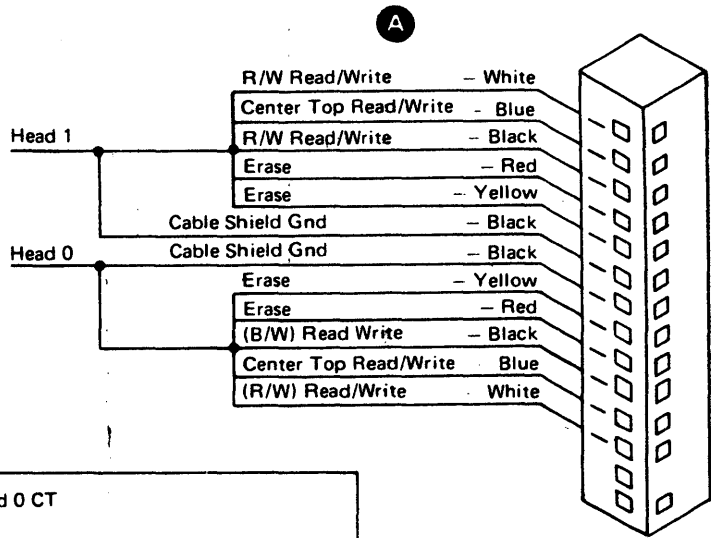 A
R/W Read/Write – White
Center Top Read/Write - Blue
Head 1
R/W Read/Write – Black
Erase – Red
Erase – Yellow
Cable Shield Gnd – Black
Head 0
Cable Shield Gnd – Black
Erase – Yellow
Erase – Red
(B/W) Read Write – Black
Center Top Read/Write Blue
(R/W) Read/Write White
d 0 CT